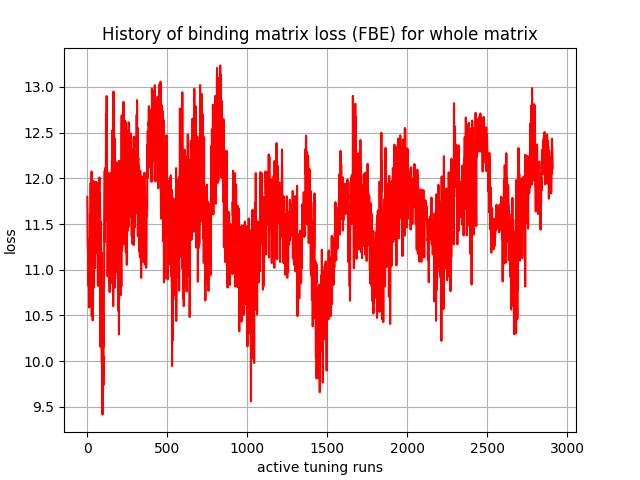 History of binding matrix loss (FBE) for whole matrix
13.0
12.5
12.0
11.5
11.0
10.5
10.0
9.5
loss
0 500 1000 1500 2000 2500 3000
active tuning runs